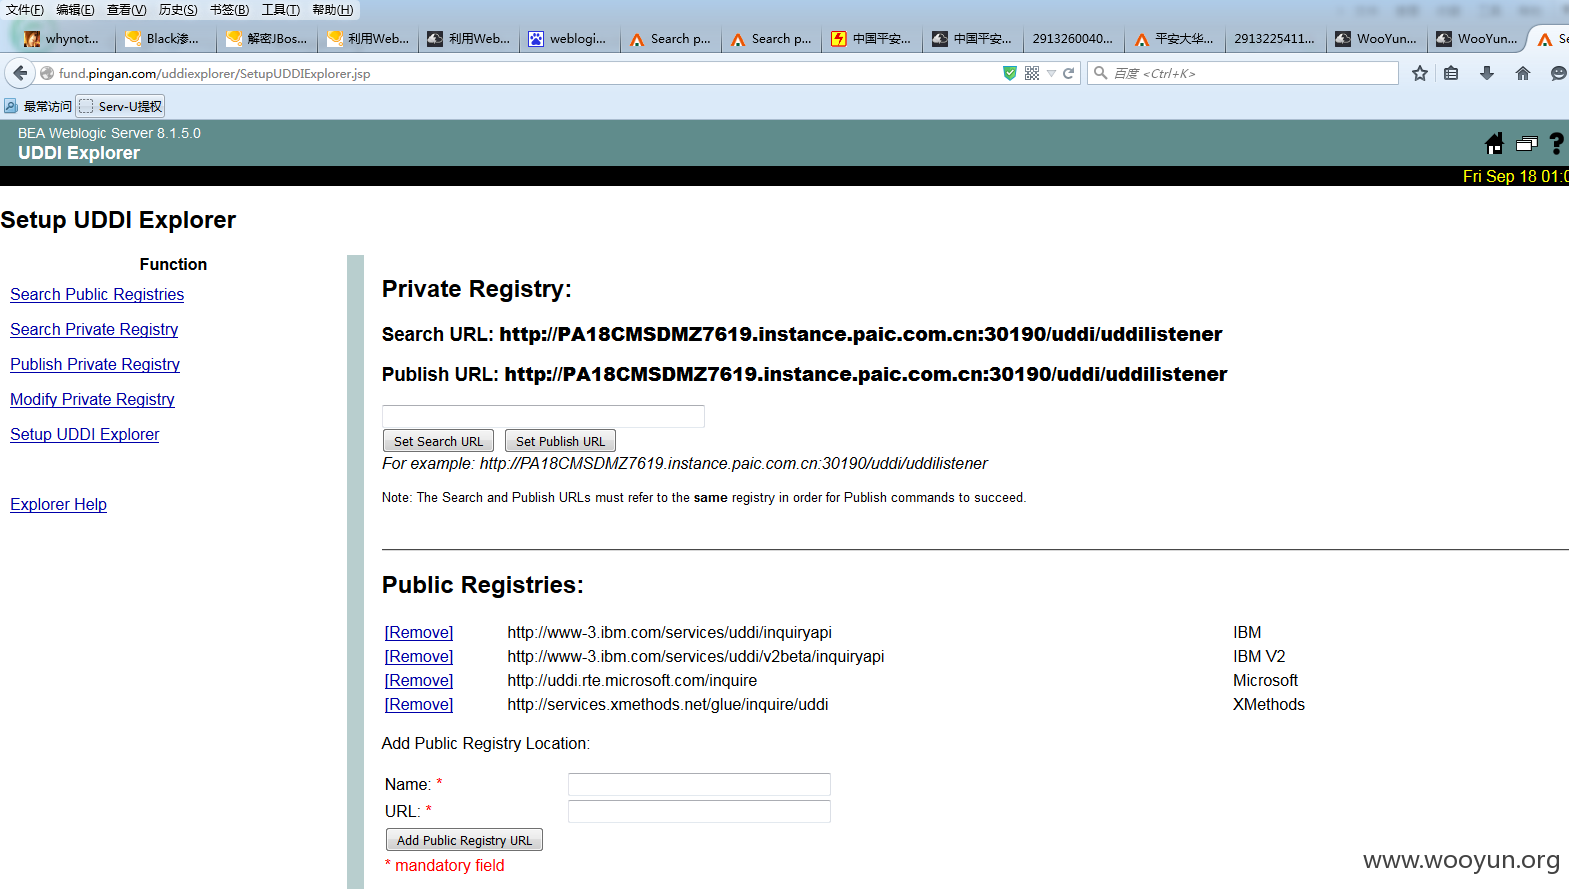 文件(F) 编辑(E) 查看(V) 历史(S) 书签(B) 工具(T) 帮助(H)
whynot... Black渗... 解密JBos... 利用Web... 利用Web... weblogi... Search p... Search p... 中国平安... 中国平安... 2913260040... 平安大华... 2913225411... WooYun... WooYun... Se
fund.pingan.com/uddiexplorer/SetupUDDIExplorer.jsp
百度 <Ctrl+K>
最常访问 Serv-U提权
BEA Weblogic Server 8.1.5.0
UDDI Explorer
Fri Sep 18 01:0
Setup UDDI Explorer
Function
Search Public Registries
Search Private Registry
Publish Private Registry
Modify Private Registry
Setup UDDI Explorer
Explorer Help
Private Registry:
Search URL: http://PA18CMSDMZ7619.instance.paic.com.cn:30190/uddi/uddilistener
Publish URL: http://PA18CMSDMZ7619.instance.paic.com.cn:30190/uddi/uddilistener
Set Search URL Set Publish URL
For example: http://PA18CMSDMZ7619.instance.paic.com.cn:30190/uddi/uddilistener
Note: The Search and Publish URLs must refer to the same registry in order for Publish commands to succeed.
Public Registries:
[Remove] http://www-3.ibm.com/services/uddi/inquiryapi IBM
[Remove] http://www-3.ibm.com/services/uddi/v2beta/inquiryapi IBM V2
[Remove] http://uddi.rte.microsoft.com/inquire Microsoft
[Remove] http://services.xmethods.net/glue/inquire/uddi XMethods
Add Public Registry Location:
Name: *
URL: *
Add Public Registry URL
* mandatory field
www.wooyun.org